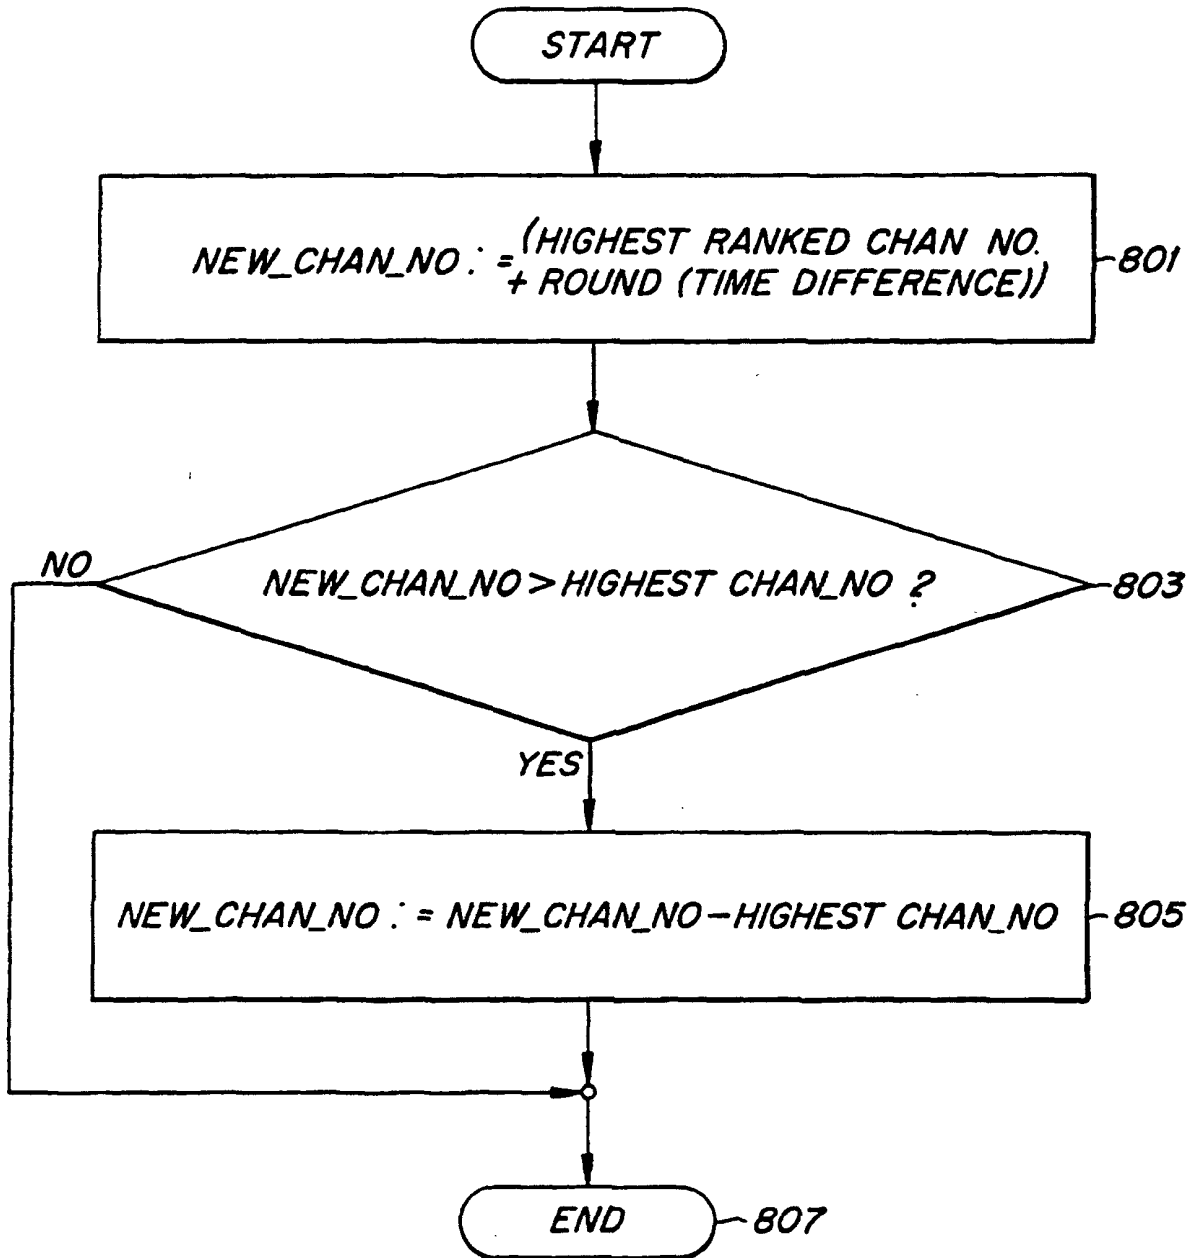 START
NEW_CHAN_NO := (HIGHEST RANKED CHAN NO.
+ ROUND (TIME DIFFERENCE))
801
NO
NEW_CHAN_NO > HIGHEST CHAN_NO ?
803
YES
NEW_CHAN_NO := NEW_CHAN_NO - HIGHEST CHAN_NO
805
END
807